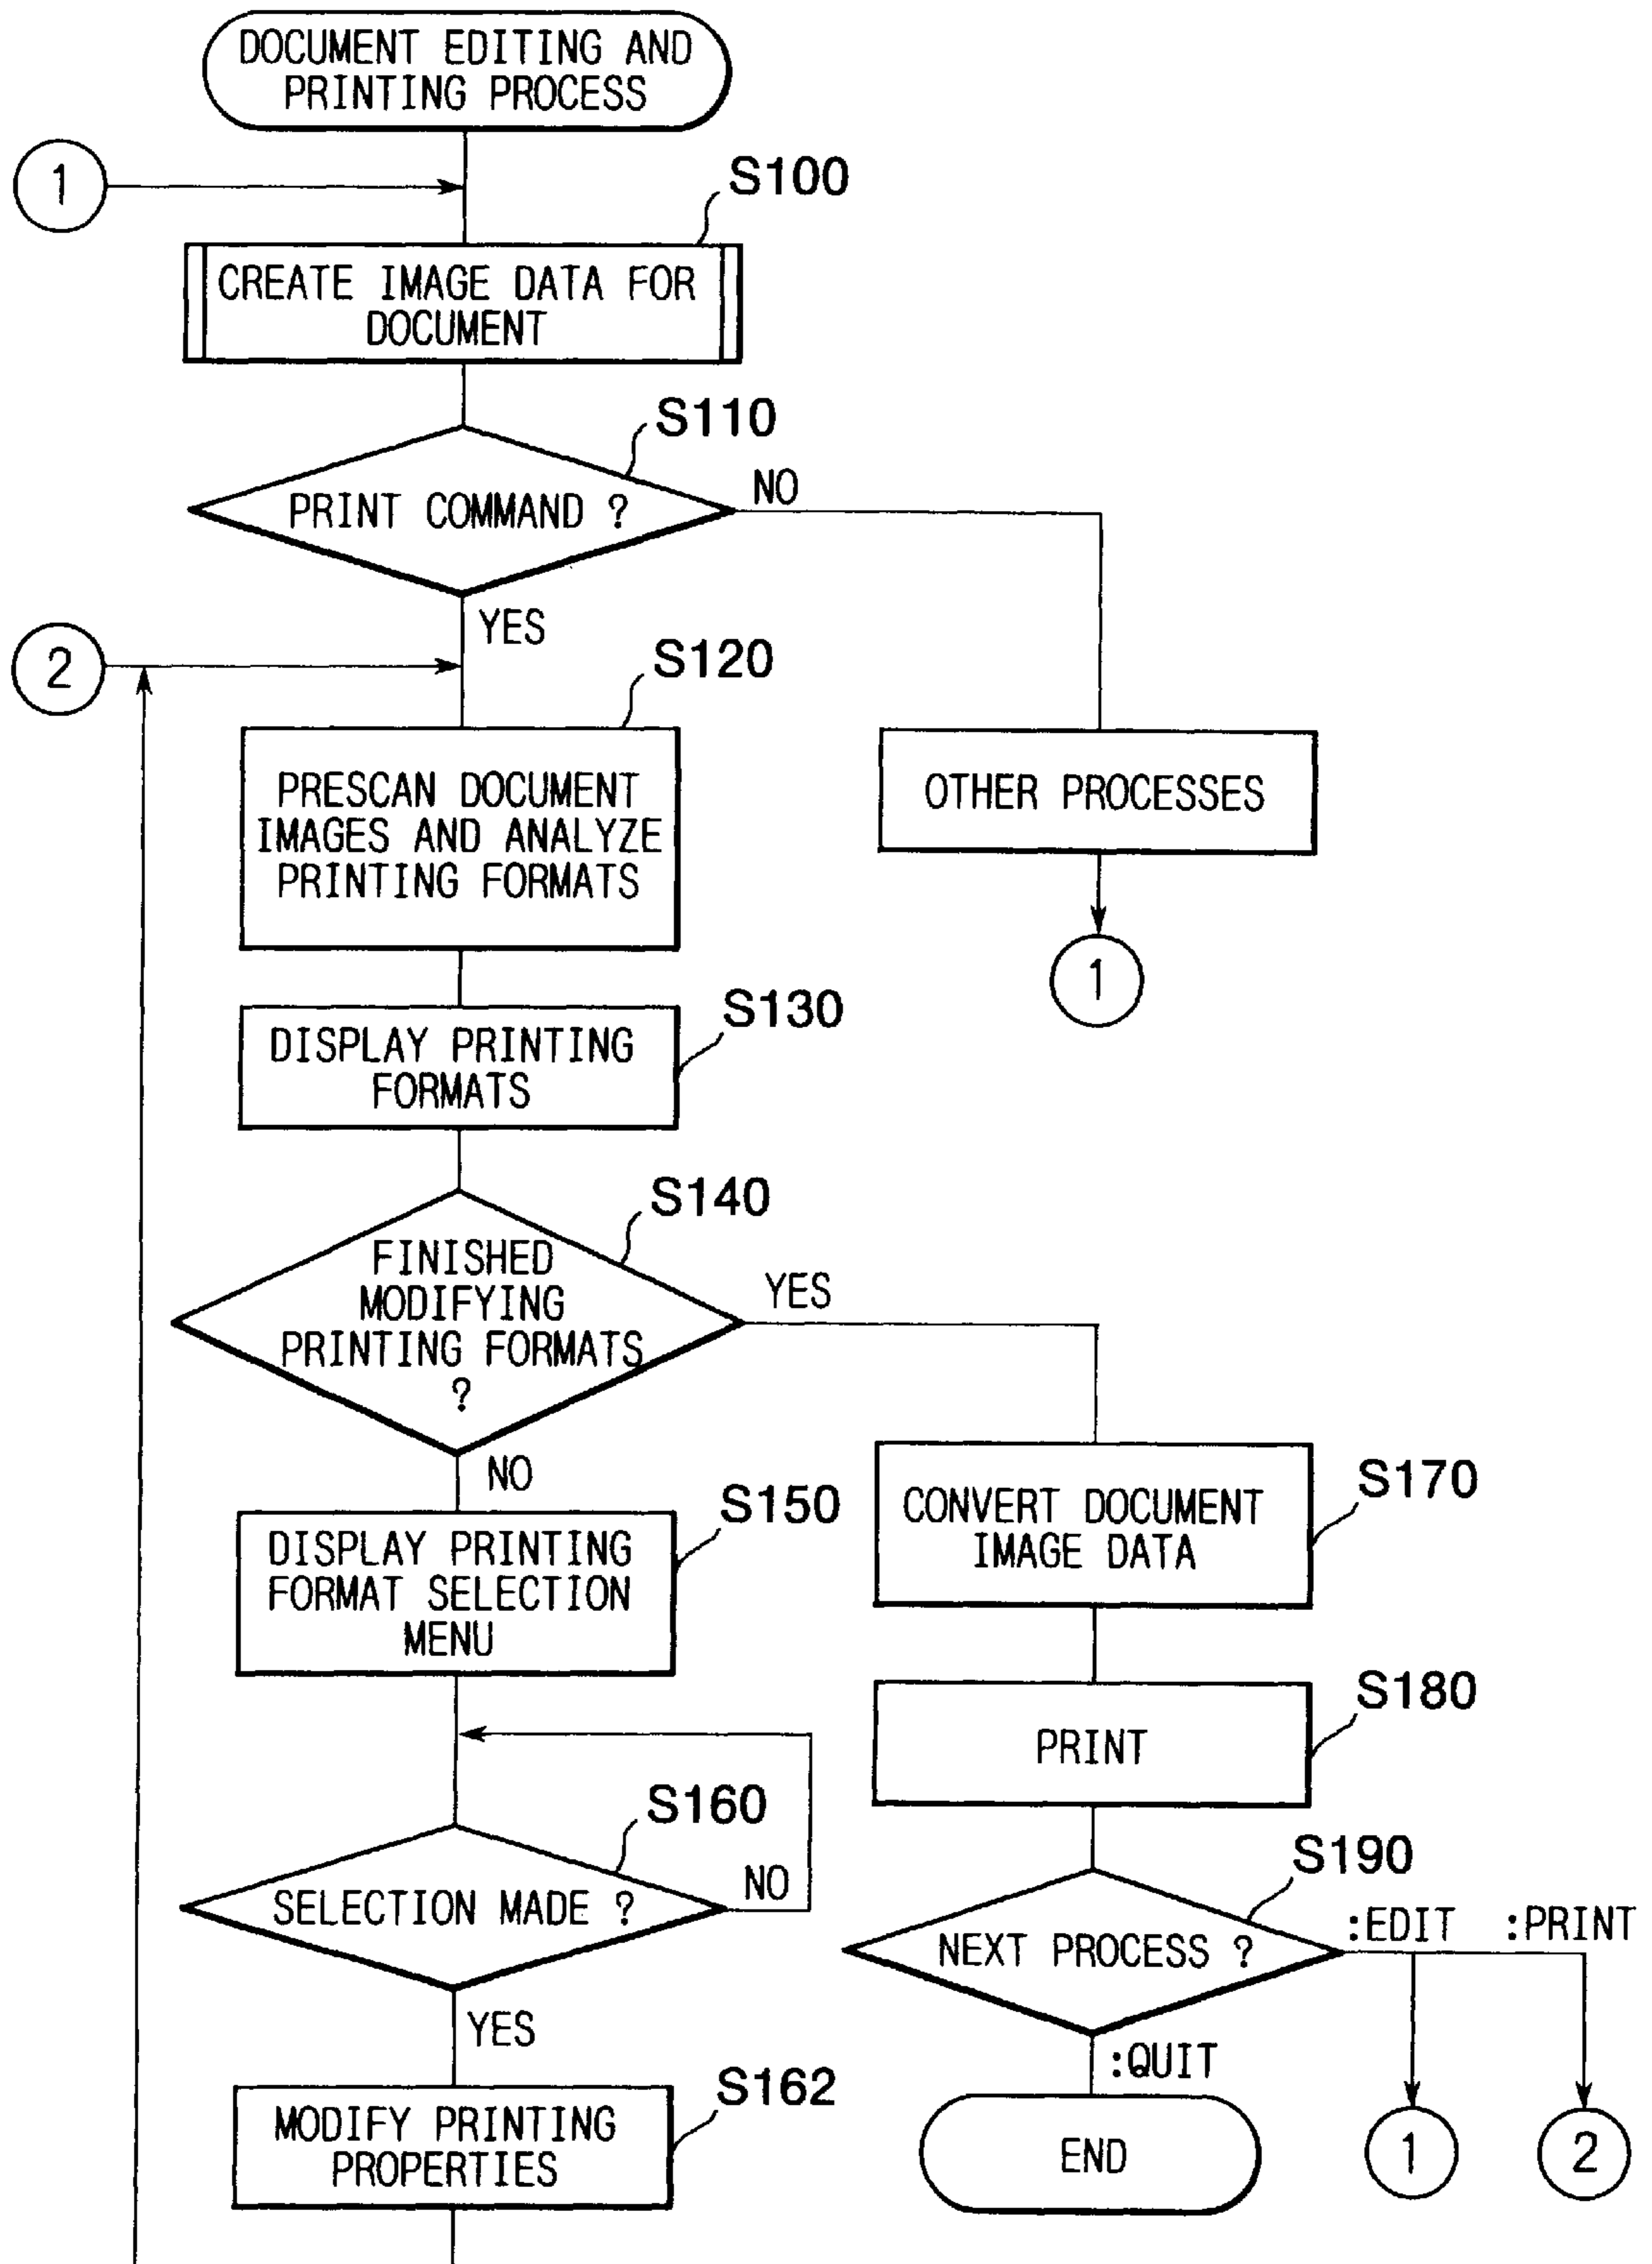 DOCUMENT EDITING AND
PRINTING PROCESS
1
S100
CREATE IMAGE DATA FOR
DOCUMENT
S110
PRINT COMMAND ?
NO
YES
2
S120
PRESCAN DOCUMENT
IMAGES AND ANALYZE
PRINTING FORMATS
OTHER PROCESSES
1
S130
DISPLAY PRINTING
FORMATS
S140
FINISHED
MODIFYING
PRINTING FORMATS
?
YES
NO
S150
DISPLAY PRINTING
FORMAT SELECTION
MENU
S170
CONVERT DOCUMENT
IMAGE DATA
S180
PRINT
S160
SELECTION MADE ?
NO
YES
S190
NEXT PROCESS ?
:EDIT :PRINT
:QUIT
S162
MODIFY PRINTING
PROPERTIES
END
1
2